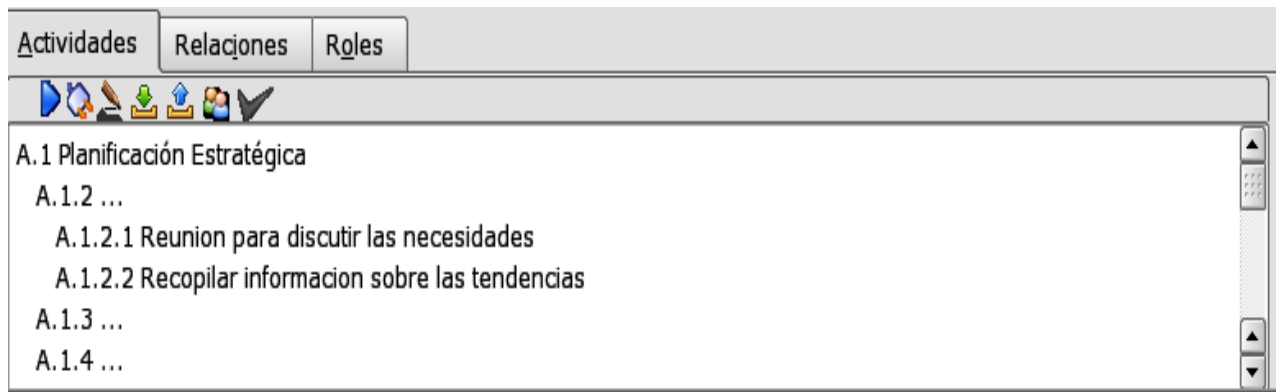 Actividades Relaciones Roles
A.1 Planificación Estratégica
A.1.2 ...
A.1.2.1 Reunion para discutir las necesidades
A.1.2.2 Recopilar informacion sobre las tendencias
A.1.3 ...
A.1.4 ...